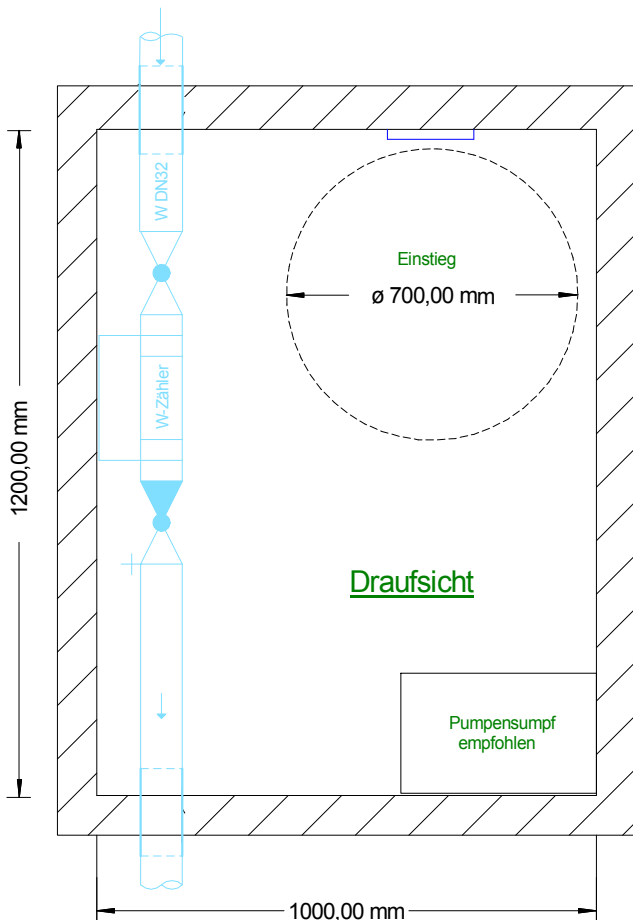 W DN32
Einstieg
ø 700,00 mm
W-Zähler
1200,00 mm
Draufsicht
Pumpensumpf
empfohlen
1000,00 mm